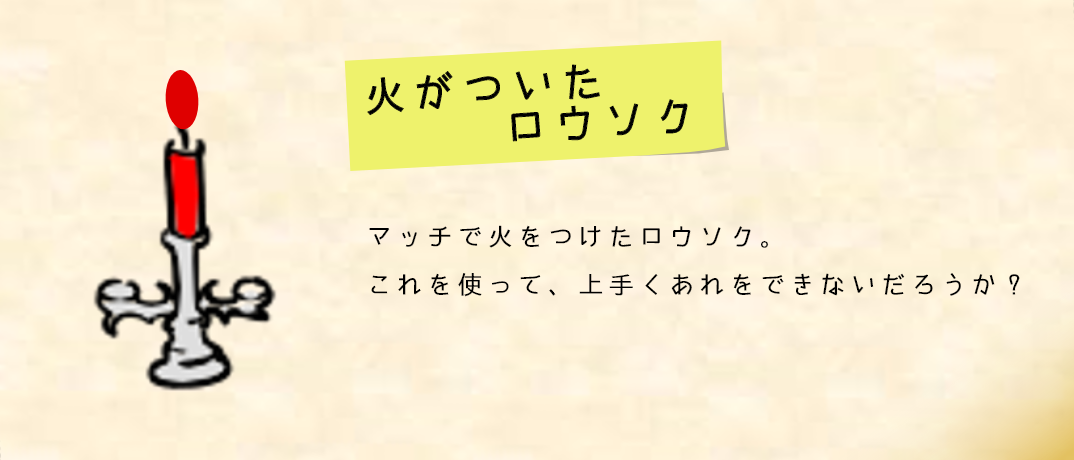 火がついた
ロウソク
マッチで火をつけたロウソク。
これを使って、上手くあれをできないだろうか？